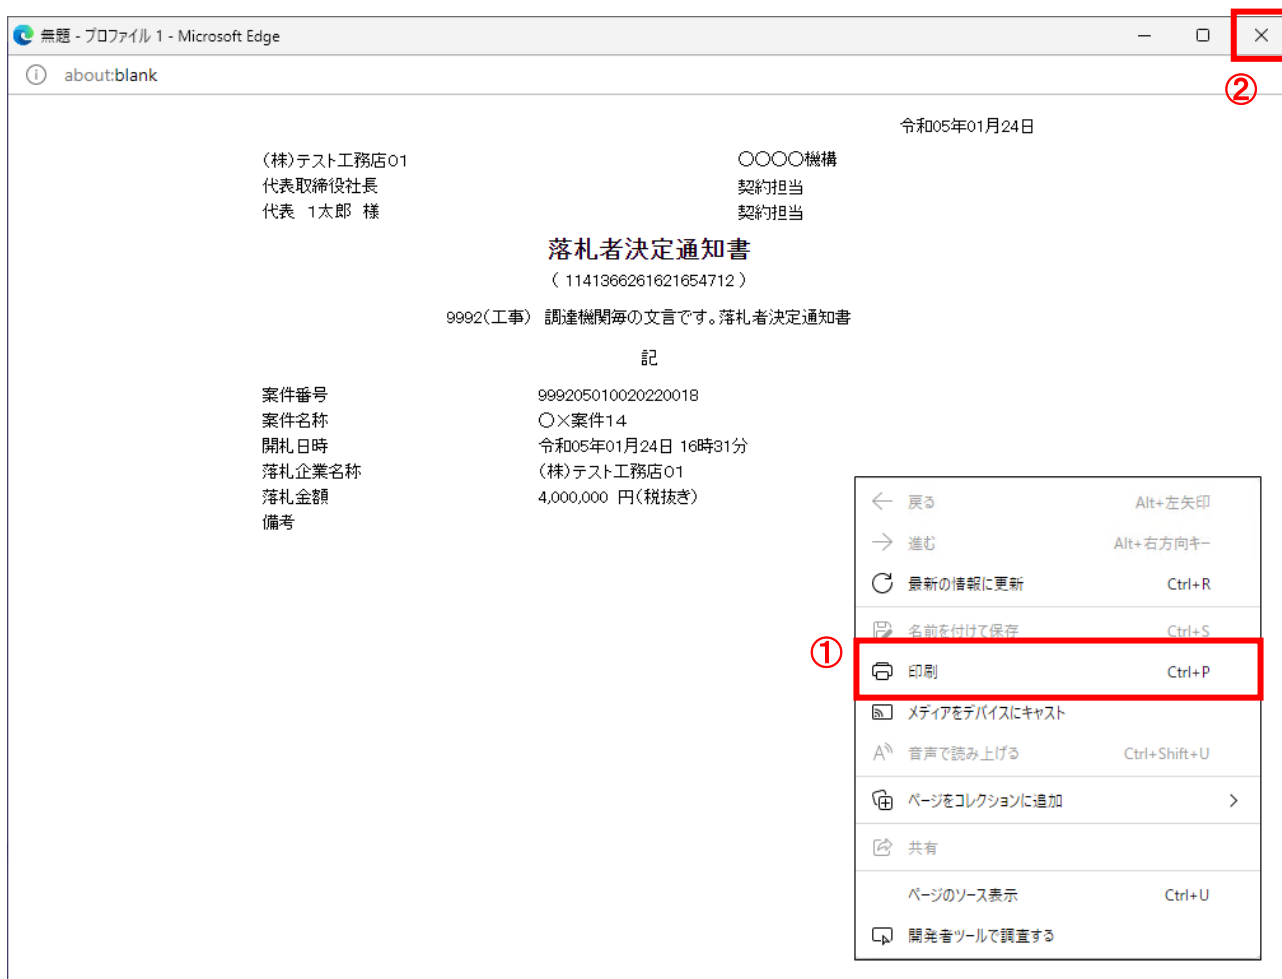 無題 - プロファイル 1 - Microsoft Edge
②
about:blank
令和05年01月24日
(株)テスト工務店01 〇〇〇〇機構
代表取締役社長 契約担当
代表 1太郎 様 契約担当
落札者決定通知書
( 1141366261621654712 )
9992(工事) 調達機関毎の文言です。落札者決定通知書
記
案件番号 999205010020220018
案件名称 〇×案件14
開札日時 令和05年01月24日 16時31分
落札企業名称 (株)テスト工務店01
落札金額 4,000,000 円(税抜き)
備考
戻る Alt+左矢印
進む Alt+右方向キー
最新の情報に更新 Ctrl+R
名前を付けて保存 Ctrl+S
① 印刷 Ctrl+P
メディアをデバイスにキャスト
音声で読み上げる Ctrl+Shift+U
ページをコレクションに追加
共有
ページのソース表示 Ctrl+U
開発者ツールで調査する